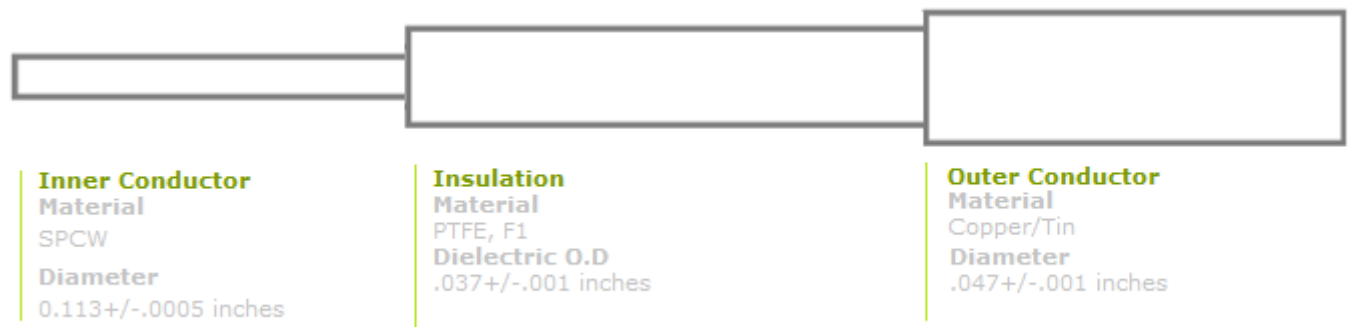 Inner Conductor
Material
SPCW
Diameter
0.113+/-.0005 inches
Insulation
Material
PTFE, F1
Dielectric O.D
.037+/-.001 inches
Outer Conductor
Material
Copper/Tin
Diameter
.047+/-.001 inches